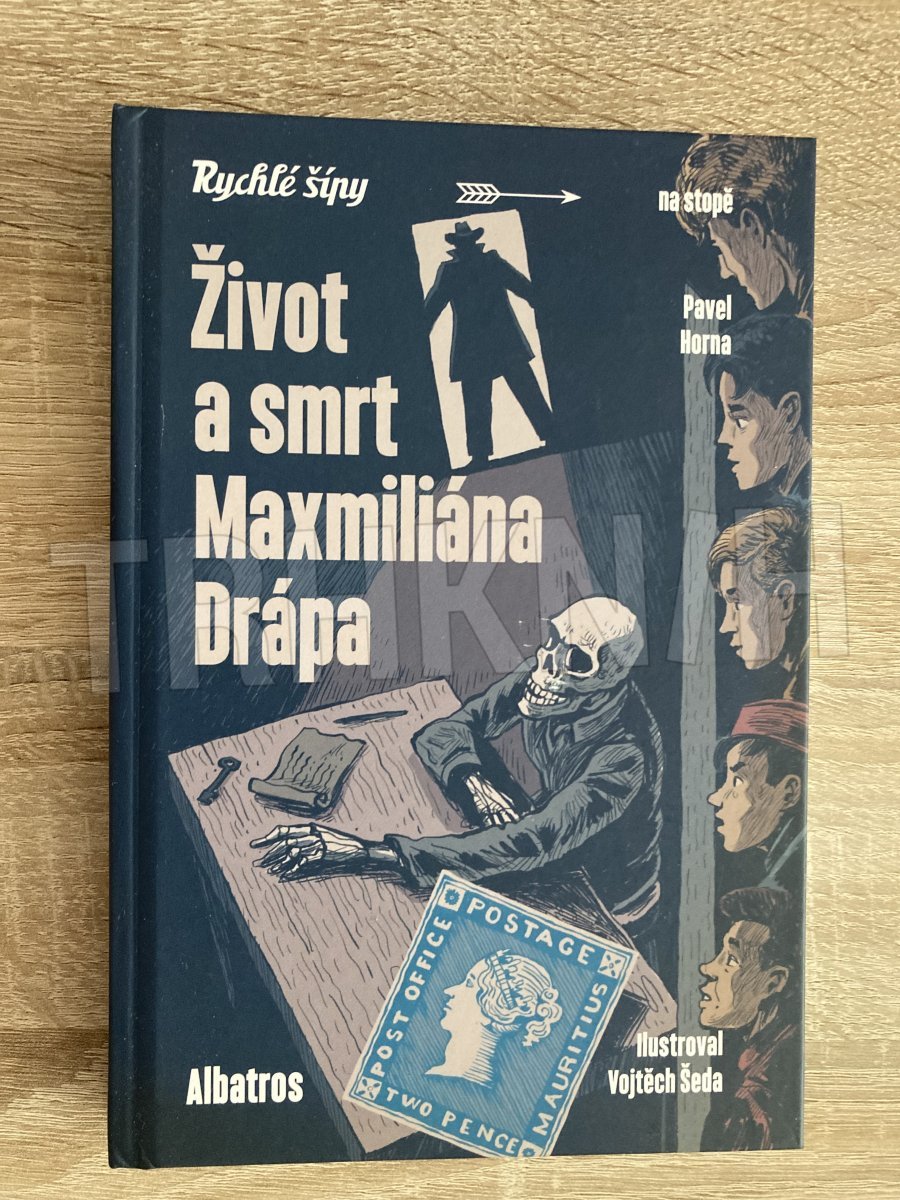 Rychlé šípy
na stopě
Život
a smrt
Maxmiliána
Drápa
Pavel
Horna
TRHKNIH
POST OFFICE
POSTAGE
MAURITIUS
TWO PENCE
Albatros
Ilustroval
Vojtěch Šeda